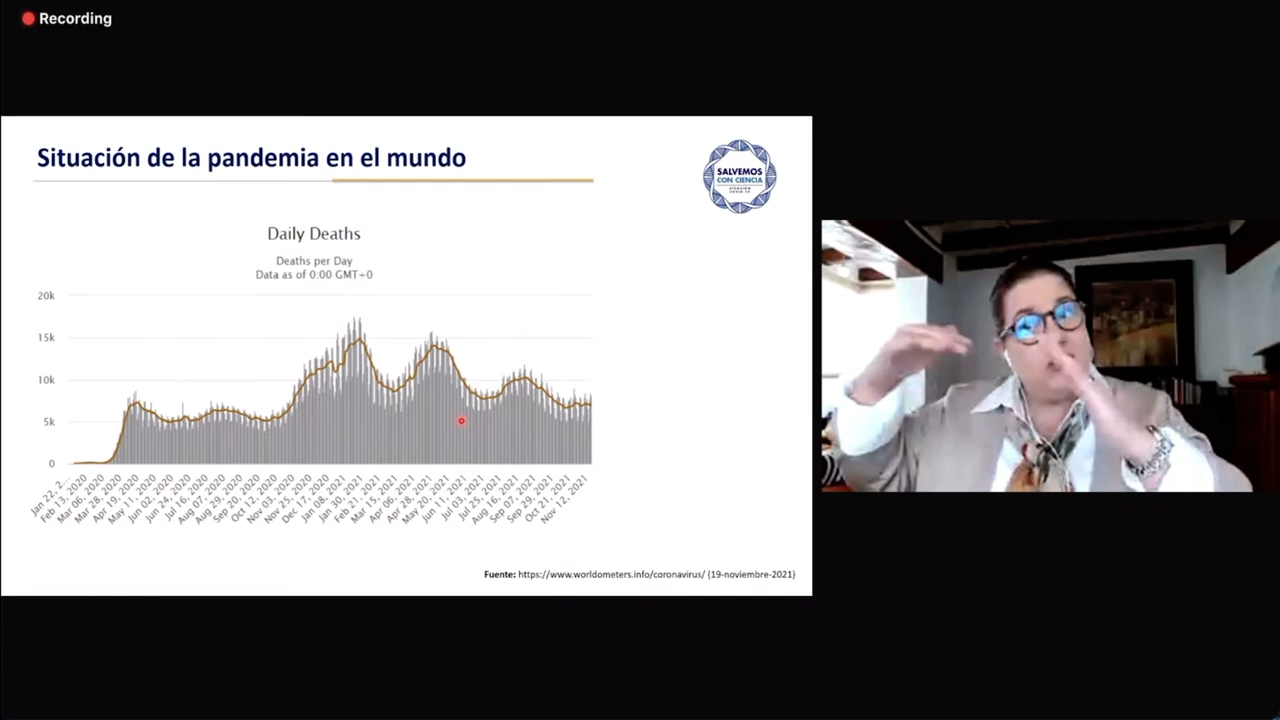 Recording
Situación de la pandemia en el mundo
SALVEMOS
CON CIENCIA
ATENCIÓN
COVID-19
Daily Deaths
Deaths per Day
Data as of 0:00 GMT+0
20k
15k
10k
5k
0
Jan 22, 2...
Feb 13, 2020
Mar 06, 2020
Mar 28, 2020
Apr 19, 2020
May 11, 2020
Jun 02, 2020
Jun 24, 2020
Jul 16, 2020
Aug 07, 2020
Aug 29, 2020
Sep 20, 2020
Oct 12, 2020
Nov 03, 2020
Nov 25, 2020
Dec 17, 2020
Jan 08, 2021
Jan 30, 2021
Feb 21, 2021
Mar 15, 2021
Apr 06, 2021
Apr 28, 2021
May 20, 2021
Jun 11, 2021
Jul 03, 2021
Jul 25, 2021
Aug 16, 2021
Sep 07, 2021
Sep 29, 2021
Oct 21, 2021
Nov 12, 2021
Fuente: https://www.worldometers.info/coronavirus/ (19-noviembre-2021)